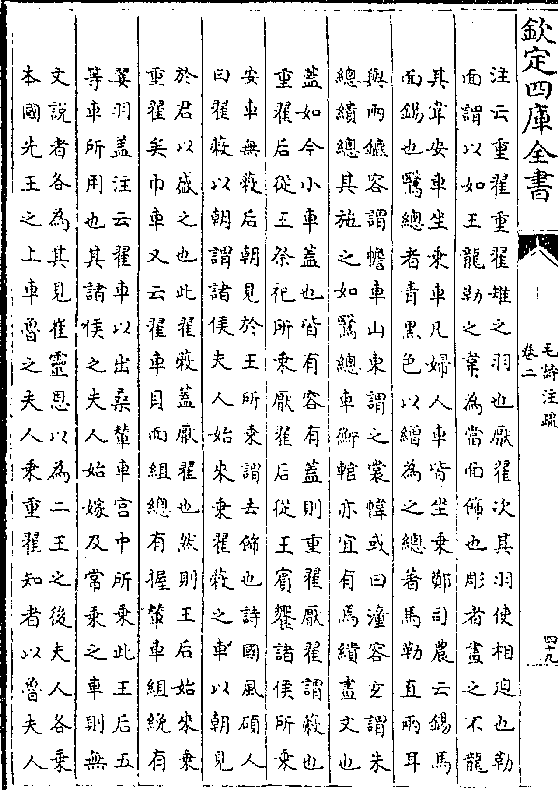 欽定四庫全書
毛詩注疏
卷二
四十九
注云重翟重翟雉之羽也厭翟次其羽使相迫也勒
面謂以如王龍勒之韋為當面飾也彫者畫之不龍
其韋安車坐乘車凡婦人車皆坐乘鄭司農云錫馬
面錫也鷖總者青黑色以繒為之總著馬勒直兩耳
與兩鑣容謂幨車山東謂之裳幃或曰潼容玄謂朱
總繢總其施之如鷖總車衡輨亦宜有焉繢畫文也
蓋如今小車蓋也皆有容有蓋則重翟厭翟謂蔽也
重翟后從王祭祀所乘厭翟后從王賓饗諸侯所乘
安車無蔽后朝見於王所乘謂去飾也詩國風碩人
曰翟蔽以朝謂諸侯夫人始來乘翟蔽之車以朝見
於君以盛之也此翟蔽蓋厭翟也然則王后始來乘
重翟矣巾車又云翟車貝面組總有握輦車組綩有
翣羽蓋注云翟車以出桑輦車宮中所乘此王后五
等車所用也其諸侯之夫人始嫁及常乘之車則無
文說者各為其見崔靈恩以為二王之後夫人各乘
本國先王之上車魯之夫人乘重翟知者以魯夫人